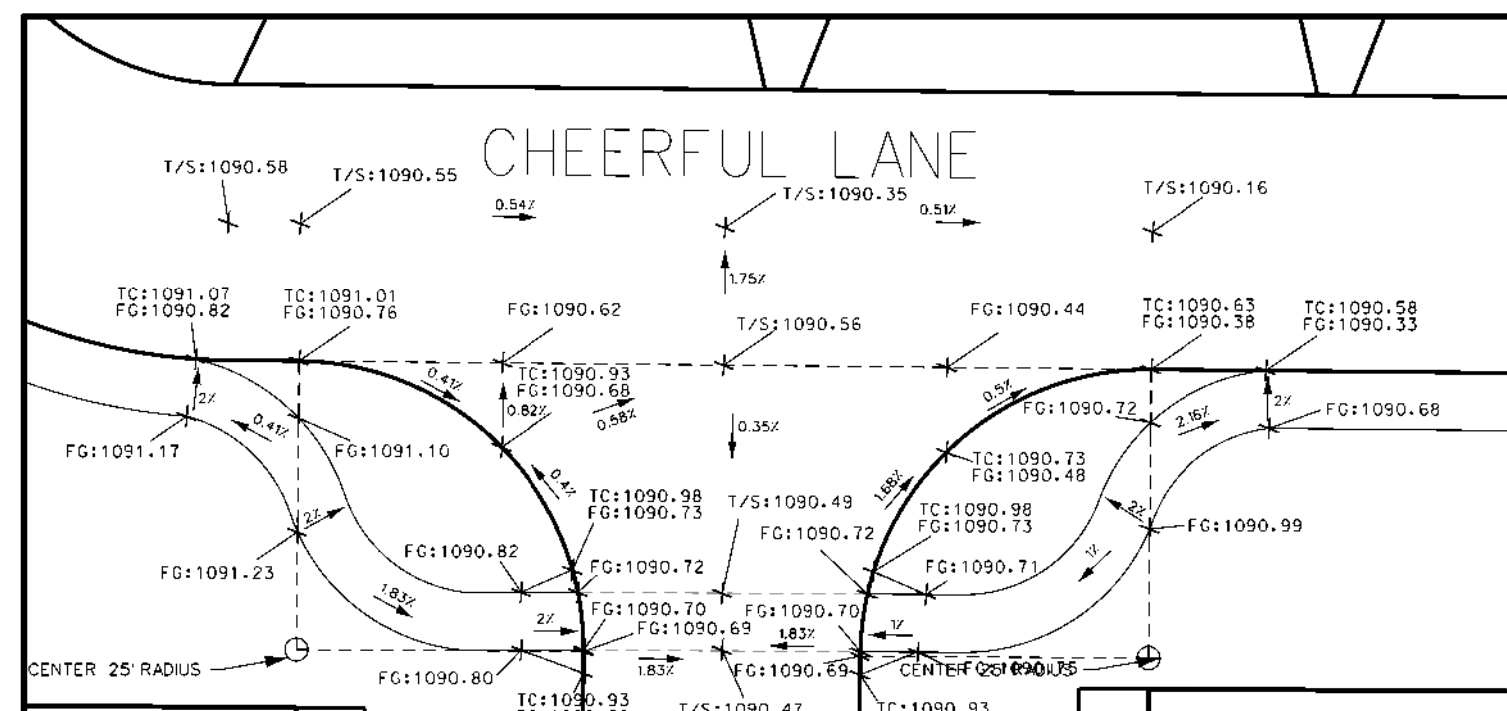 CHEERFUL LANE
T/S:1090.58
T/S:1090.55
T/S:1090.35
T/S:1090.16
0.54%
0.51%
1.75%
TC:1091.07
FG:1090.82
TC:1091.01
FG:1090.76
FG:1090.62
T/S:1090.56
FG:1090.44
TC:1090.63
FG:1090.38
TC:1090.58
FG:1090.33
0.41%
TC:1090.93
FG:1090.68
0.5%
2%
0.82%
0.58%
FG:1090.72
2.16%
2%
FG:1090.68
0.41%
0.35%
FG:1091.17
FG:1091.10
TC:1090.73
FG:1090.48
0.4%
1.68%
TC:1090.98
FG:1090.73
T/S:1090.49
TC:1090.98
FG:1090.73
2%
2%
FG:1090.72
FG:1090.99
FG:1091.23
FG:1090.82
FG:1090.72
FG:1090.71
1%
1.83%
FG:1090.70
FG:1090.70
2%
FG:1090.69
1.83%
1%
CENTER 25' RADIUS
1.83%
FG:1090.69
CENTER 25' RADIUS
FG:1090.75
FG:1090.80
TC:1090.93
T/S:1090.47
TC:1090.93